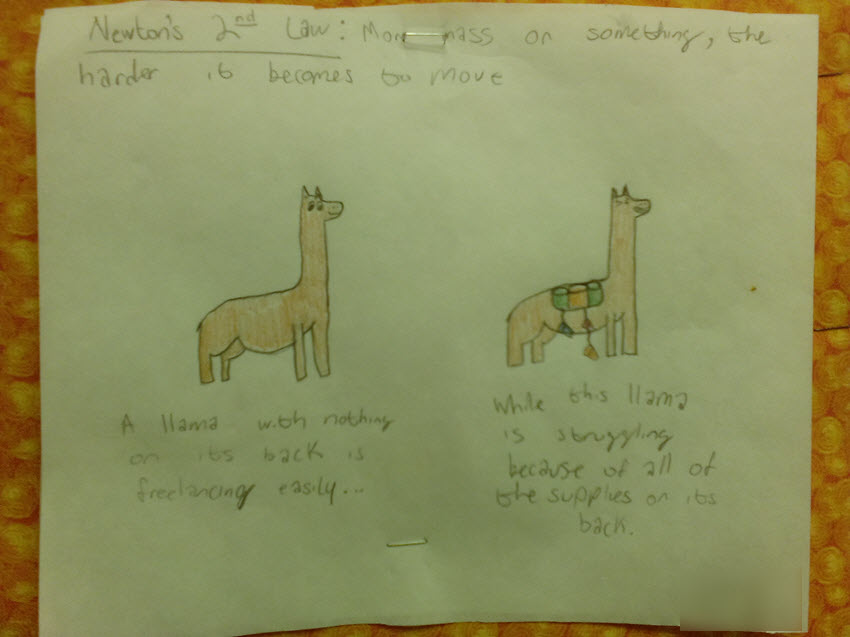 Newton's 2nd Law: More mass on something, the
harder it becomes to move
A llama with nothing
on its back is
freelancing easily...
While this llama
is struggling
because of all of
the supplies on its
back.